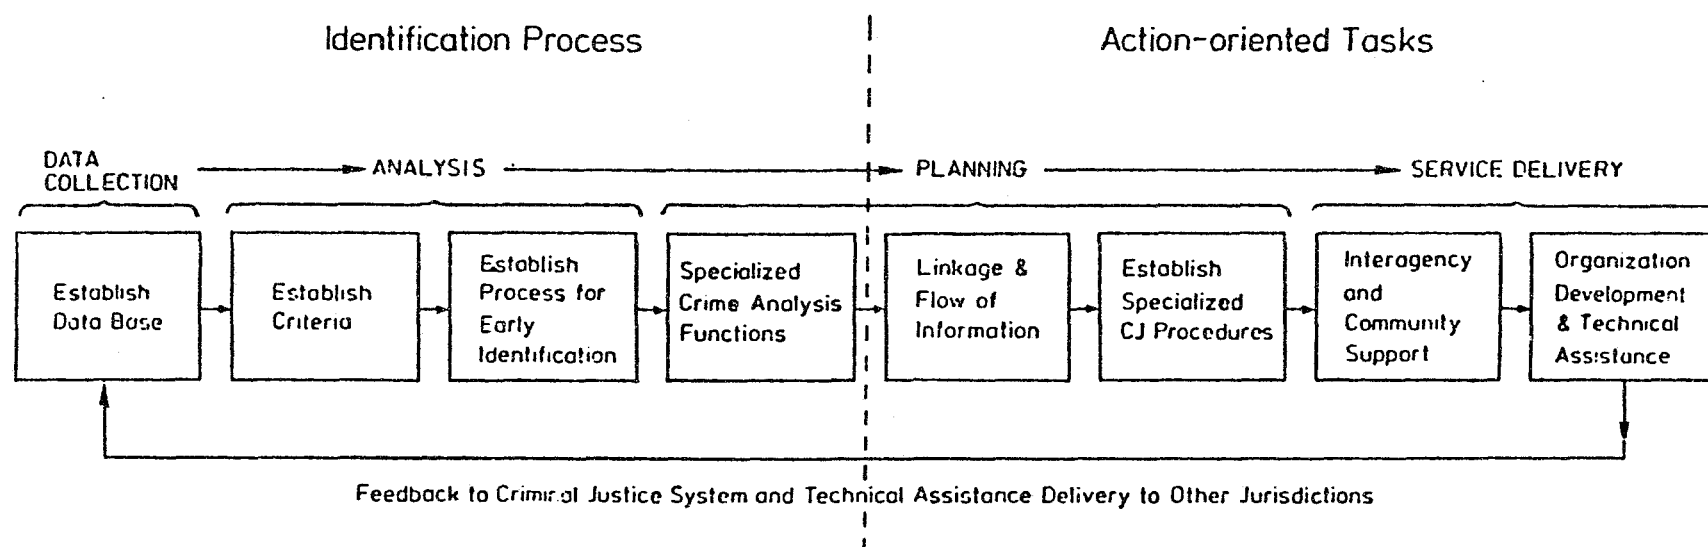 Identification Process
Action-oriented Tasks
DATA
COLLECTION
ANALYSIS
PLANNING
SERVICE DELIVERY
Establish
Data Base
Establish
Criteria
Establish
Process for
Early
Identification
Specialized
Crime Analysis
Functions
Linkage &
Flow of
Information
Establish
Specialized
CJ Procedures
Interagency
and
Community
Support
Organization
Development
& Technical
Assistance
Feedback to Criminal Justice System and Technical Assistance Delivery to Other Jurisdictions